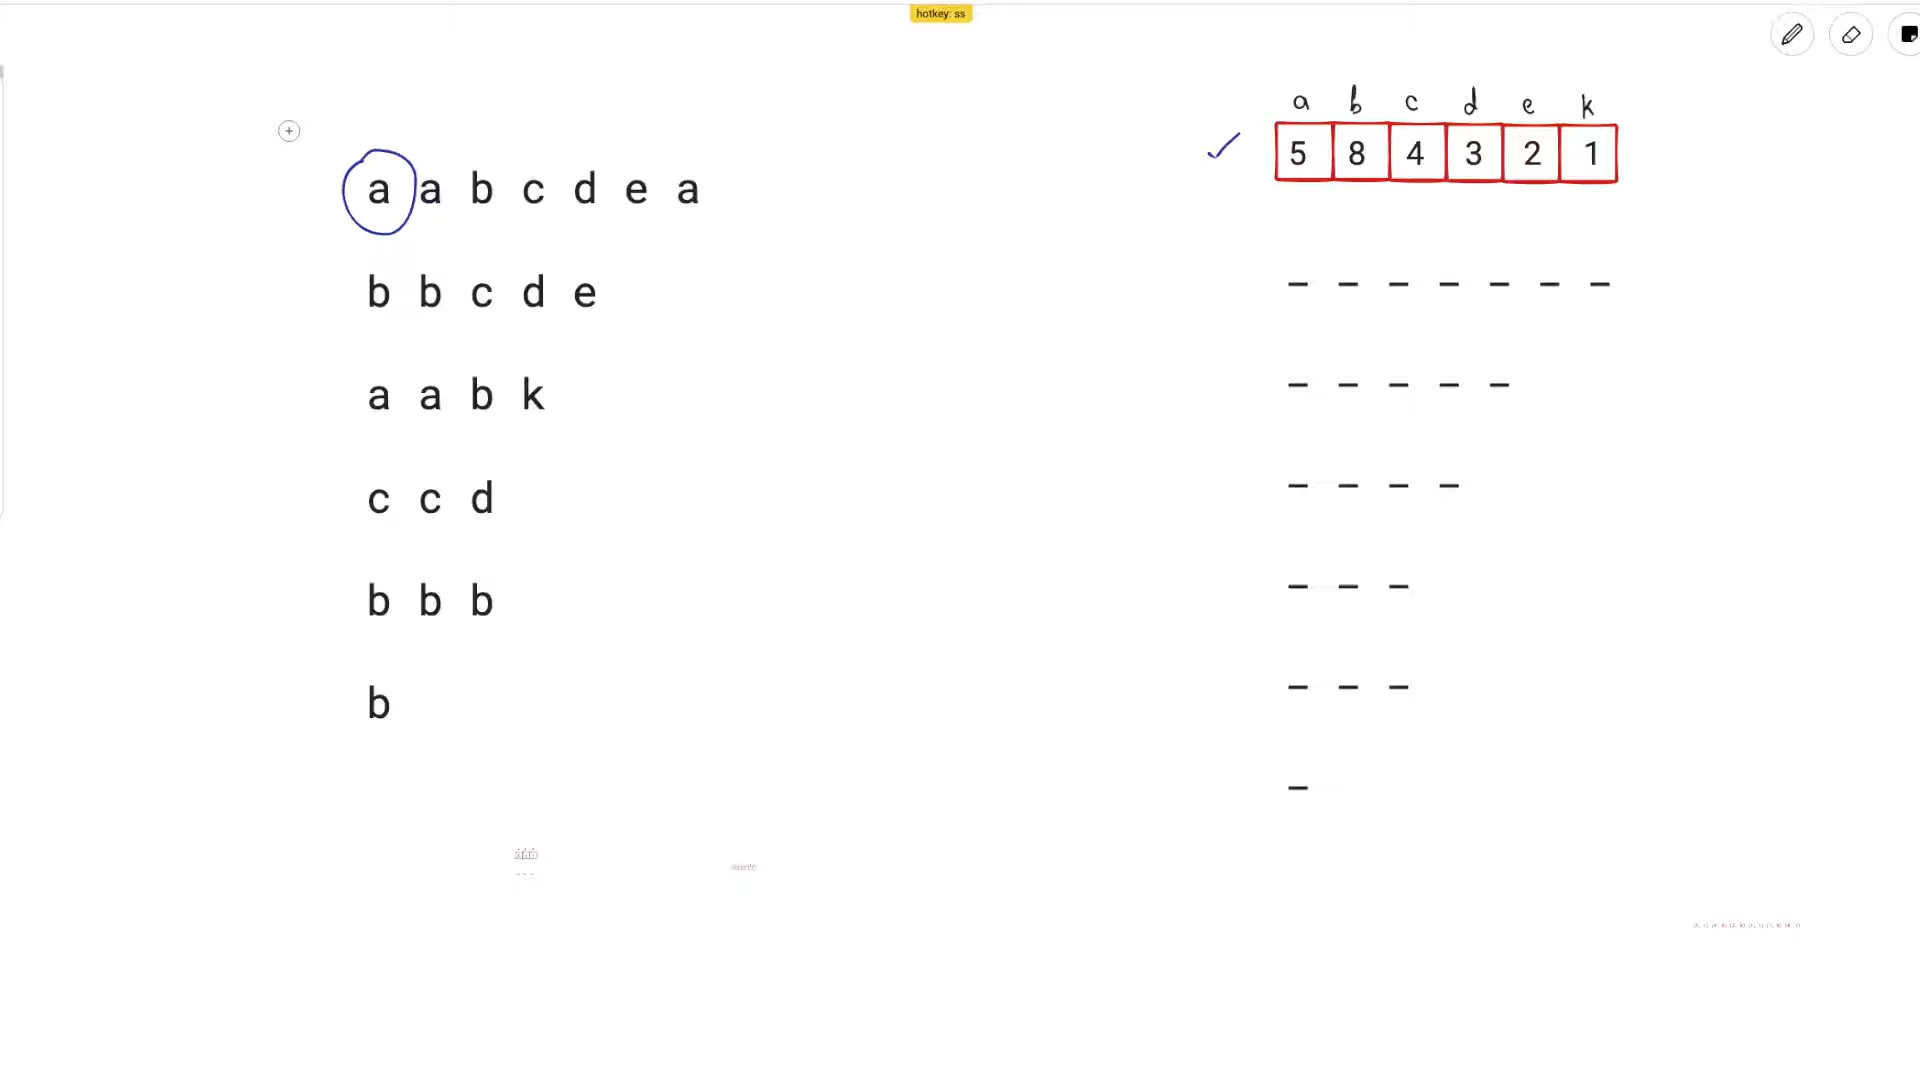 hotkey: ss
a b c d e k
5 8 4 3 2 1
a a b c d e a
b b c d e
a a b k
c c d
b b b
b
_ _ _ _ _ _ _
_ _ _ _ _
_ _ _ _
_ _ _
_ _ _
_